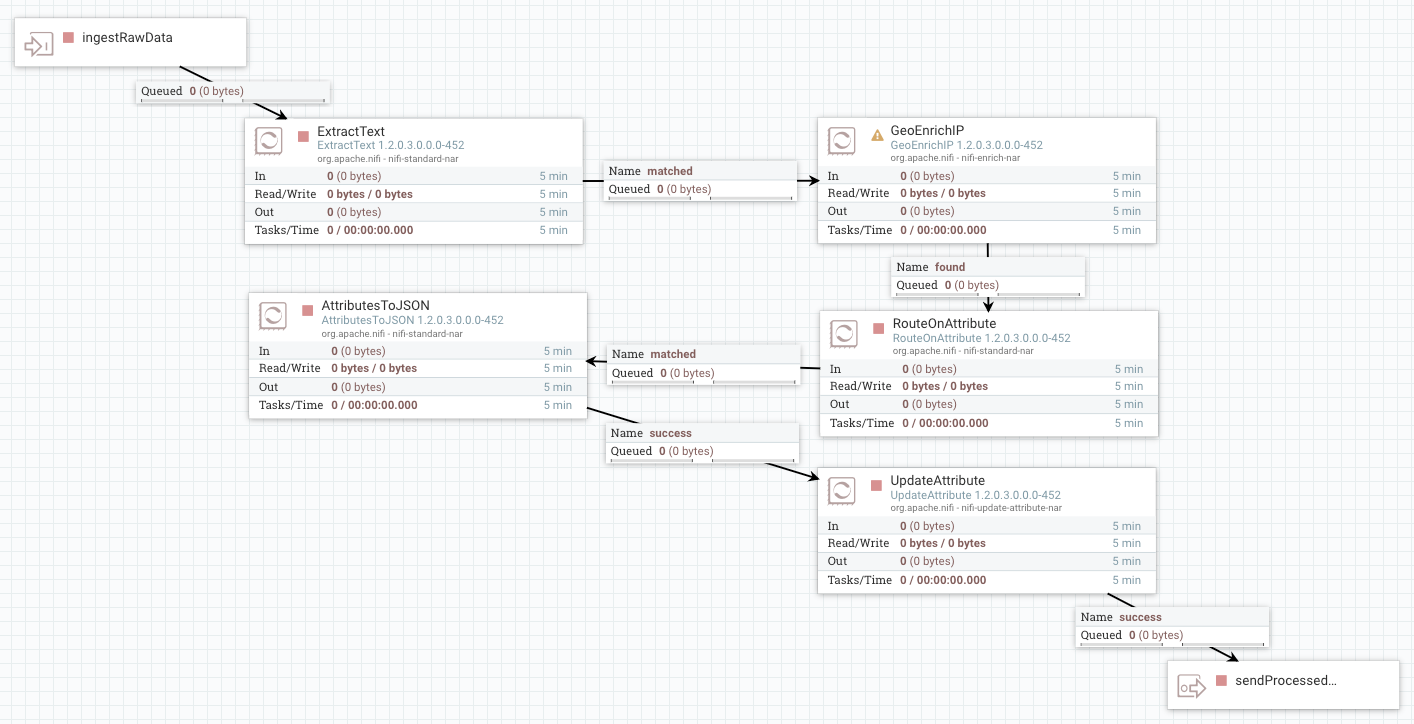 ingestRawData
Queued 0 (0 bytes)
ExtractText
ExtractText 1.2.0.3.0.0.0-452
org.apache.nifi - nifi-standard-nar
In 0 (0 bytes) 5 min
Read/Write 0 bytes / 0 bytes 5 min
Out 0 (0 bytes) 5 min
Tasks/Time 0 / 00:00:00.000 5 min
Name matched
Queued 0 (0 bytes)
GeoEnrichIP
GeoEnrichIP 1.2.0.3.0.0.0-452
org.apache.nifi - nifi-enrich-nar
In 0 (0 bytes) 5 min
Read/Write 0 bytes / 0 bytes 5 min
Out 0 (0 bytes) 5 min
Tasks/Time 0 / 00:00:00.000 5 min
Name found
Queued 0 (0 bytes)
RouteOnAttribute
RouteOnAttribute 1.2.0.3.0.0.0-452
org.apache.nifi - nifi-standard-nar
In 0 (0 bytes) 5 min
Read/Write 0 bytes / 0 bytes 5 min
Out 0 (0 bytes) 5 min
Tasks/Time 0 / 00:00:00.000 5 min
Name matched
Queued 0 (0 bytes)
AttributesToJSON
AttributesToJSON 1.2.0.3.0.0.0-452
org.apache.nifi - nifi-standard-nar
In 0 (0 bytes) 5 min
Read/Write 0 bytes / 0 bytes 5 min
Out 0 (0 bytes) 5 min
Tasks/Time 0 / 00:00:00.000 5 min
Name success
Queued 0 (0 bytes)
UpdateAttribute
UpdateAttribute 1.2.0.3.0.0.0-452
org.apache.nifi - nifi-update-attribute-nar
In 0 (0 bytes) 5 min
Read/Write 0 bytes / 0 bytes 5 min
Out 0 (0 bytes) 5 min
Tasks/Time 0 / 00:00:00.000 5 min
Name success
Queued 0 (0 bytes)
sendProcessed...